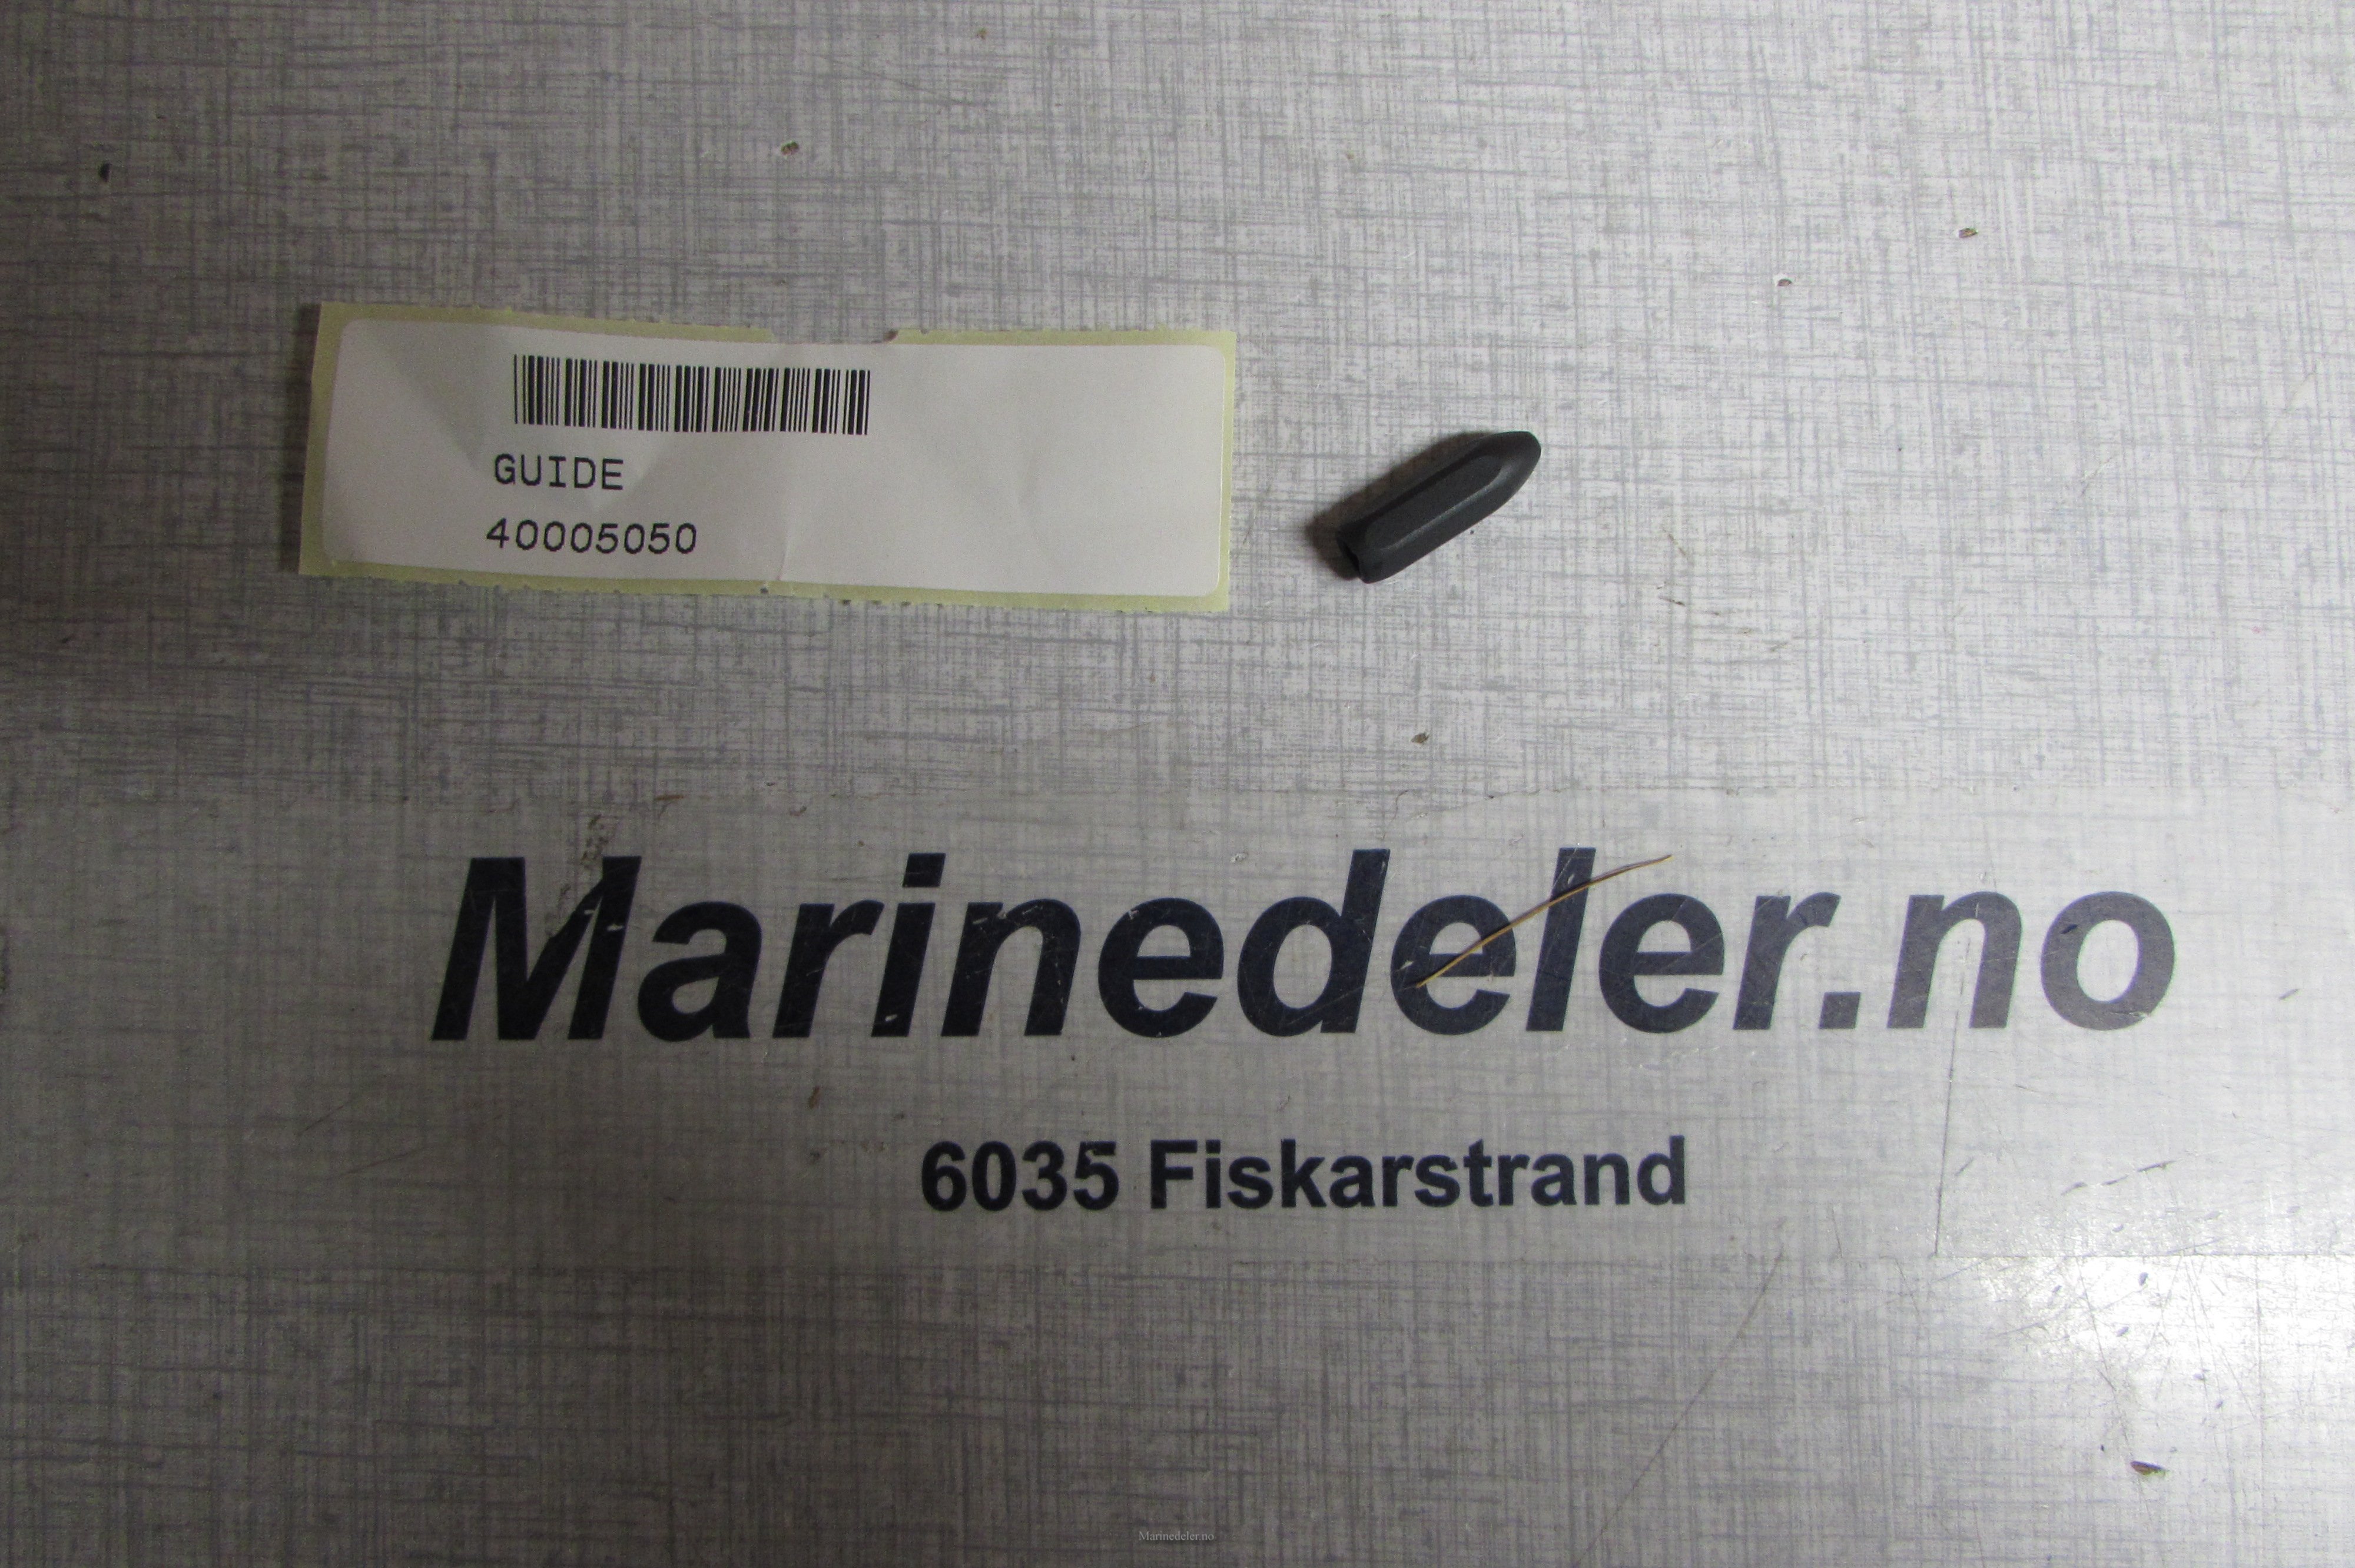 GUIDE
40005050
Marinedeler.no
6035 Fiskarstrand
Marinedeler.no